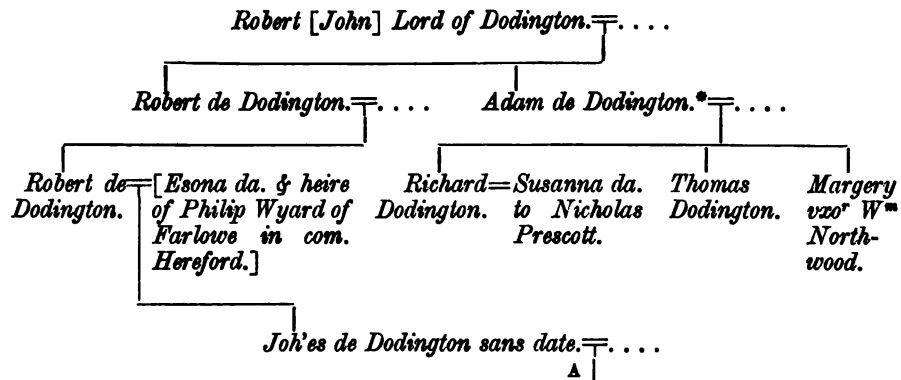 Robert [John] Lord of Dodington.=. . . .
Robert de Dodington.=. . . . Adam de Dodington.*=. . . .
Robert de=[Esona da. & heire Richard=Susanna da. Thomas Margery
Dodington. of Philip Wyard of Dodington. to Nicholas Dodington. vxoʳ Wᵐ
Farlowe in com. Prescott. North-
Hereford.] wood.
Joh'es de Dodington sans date.=. . . .
A